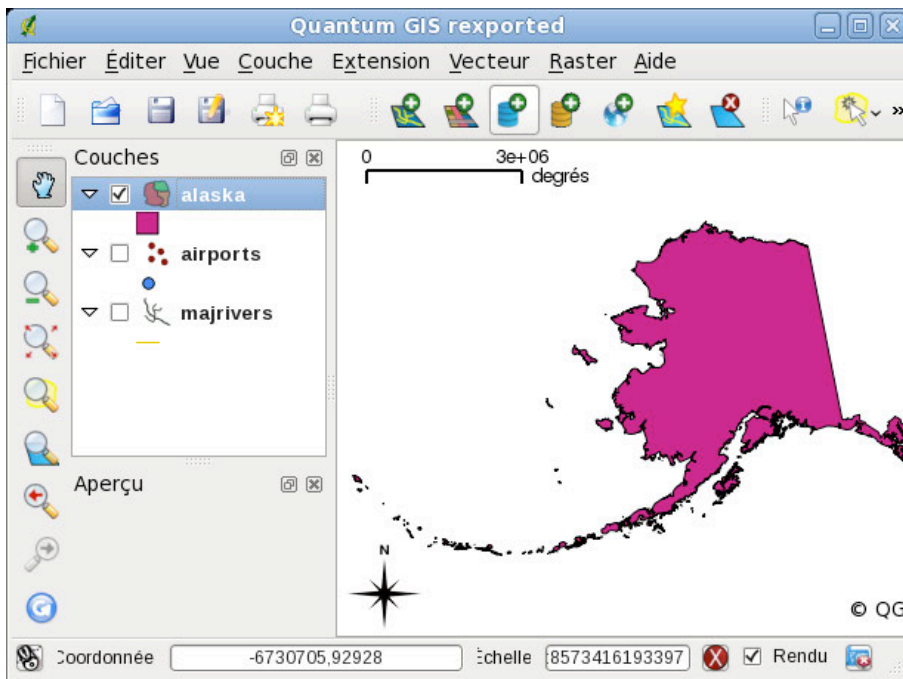 Quantum GIS rexported
Fichier Éditer Vue Couche Extension Vecteur Raster Aide
»
Couches
alaska
airports
majrivers
Aperçu
0 3e+06
degrés
N
© QG
Coordonnée -6730705,92928 Échelle 8573416193397 Rendu